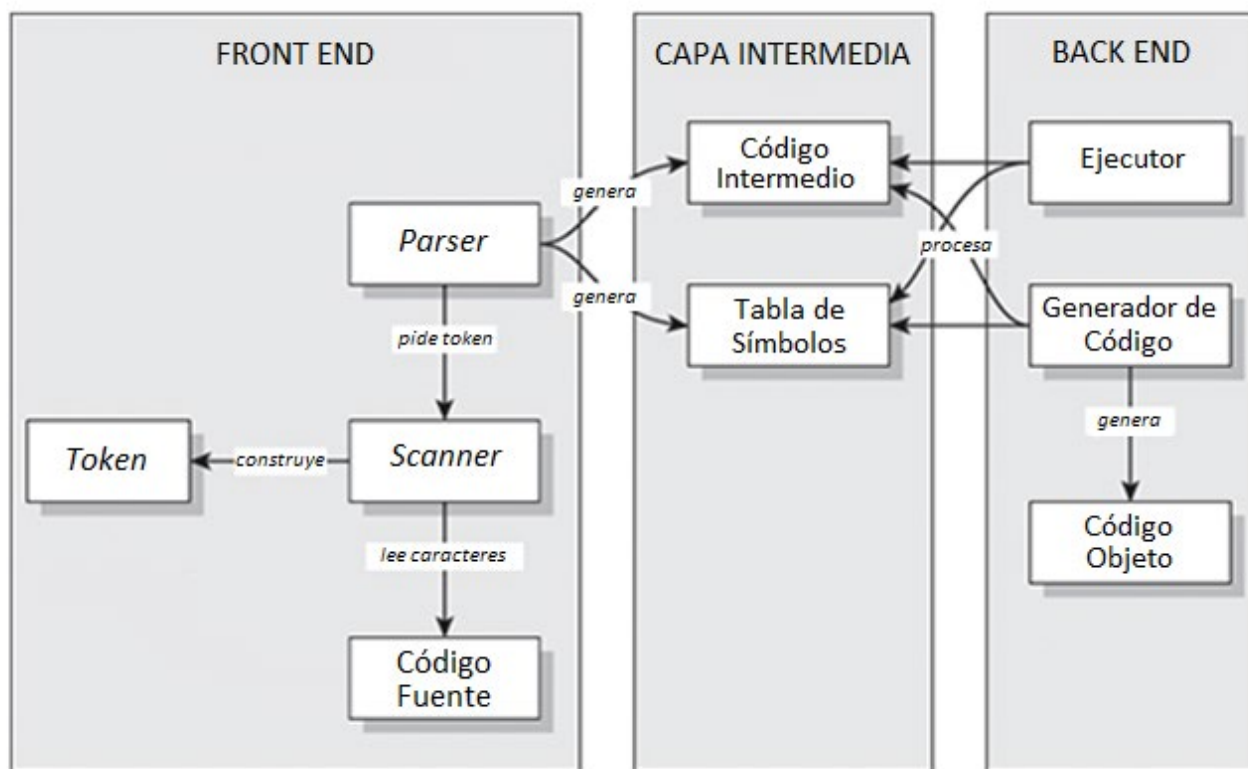 FRONT END
CAPA INTERMEDIA
BACK END
Código
Intermedio
Ejecutor
genera
Parser
procesa
genera
Tabla de
Símbolos
Generador de
Código
pide token
genera
Token
construye
Scanner
Código
Objeto
lee caracteres
Código
Fuente